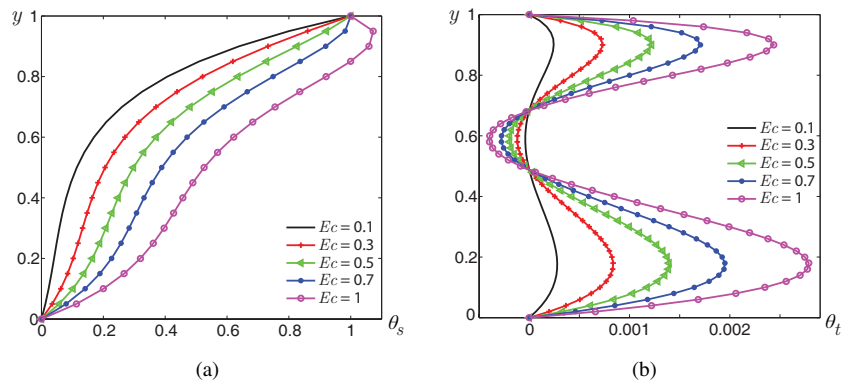 y
1
0.8
0.6
0.4
0.2
0
0 0.2 0.4 0.6 0.8 1 θs
Ec = 0.1
Ec = 0.3
Ec = 0.5
Ec = 0.7
Ec = 1
(a)
y
1
0.8
0.6
0.4
0.2
0
0 0.001 0.002 θt
Ec = 0.1
Ec = 0.3
Ec = 0.5
Ec = 0.7
Ec = 1
(b)